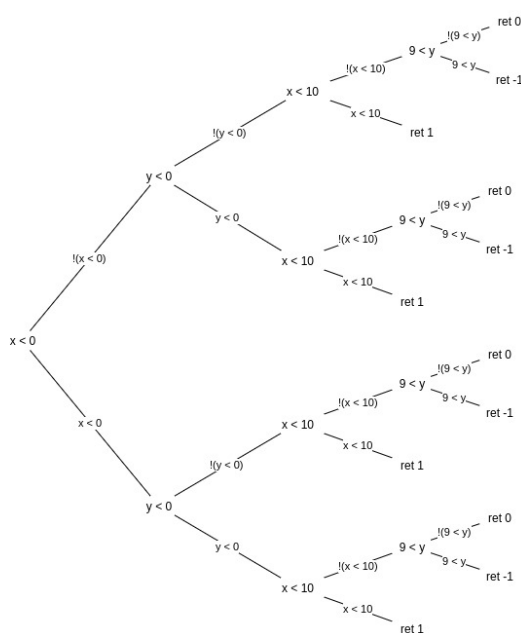 ret 0
!(9 < y)
9 < y
!(x < 10)
9 < y
ret -1
x < 10
x < 10
ret 1
!(y < 0)
y < 0
ret 0
!(9 < y)
y < 0
9 < y
!(x < 10)
9 < y
ret -1
!(x < 0)
x < 10
x < 10
ret 1
x < 0
ret 0
!(9 < y)
9 < y
!(x < 10)
9 < y
ret -1
x < 0
x < 10
x < 10
ret 1
!(y < 0)
y < 0
ret 0
!(9 < y)
y < 0
9 < y
!(x < 10)
9 < y
ret -1
x < 10
x < 10
ret 1